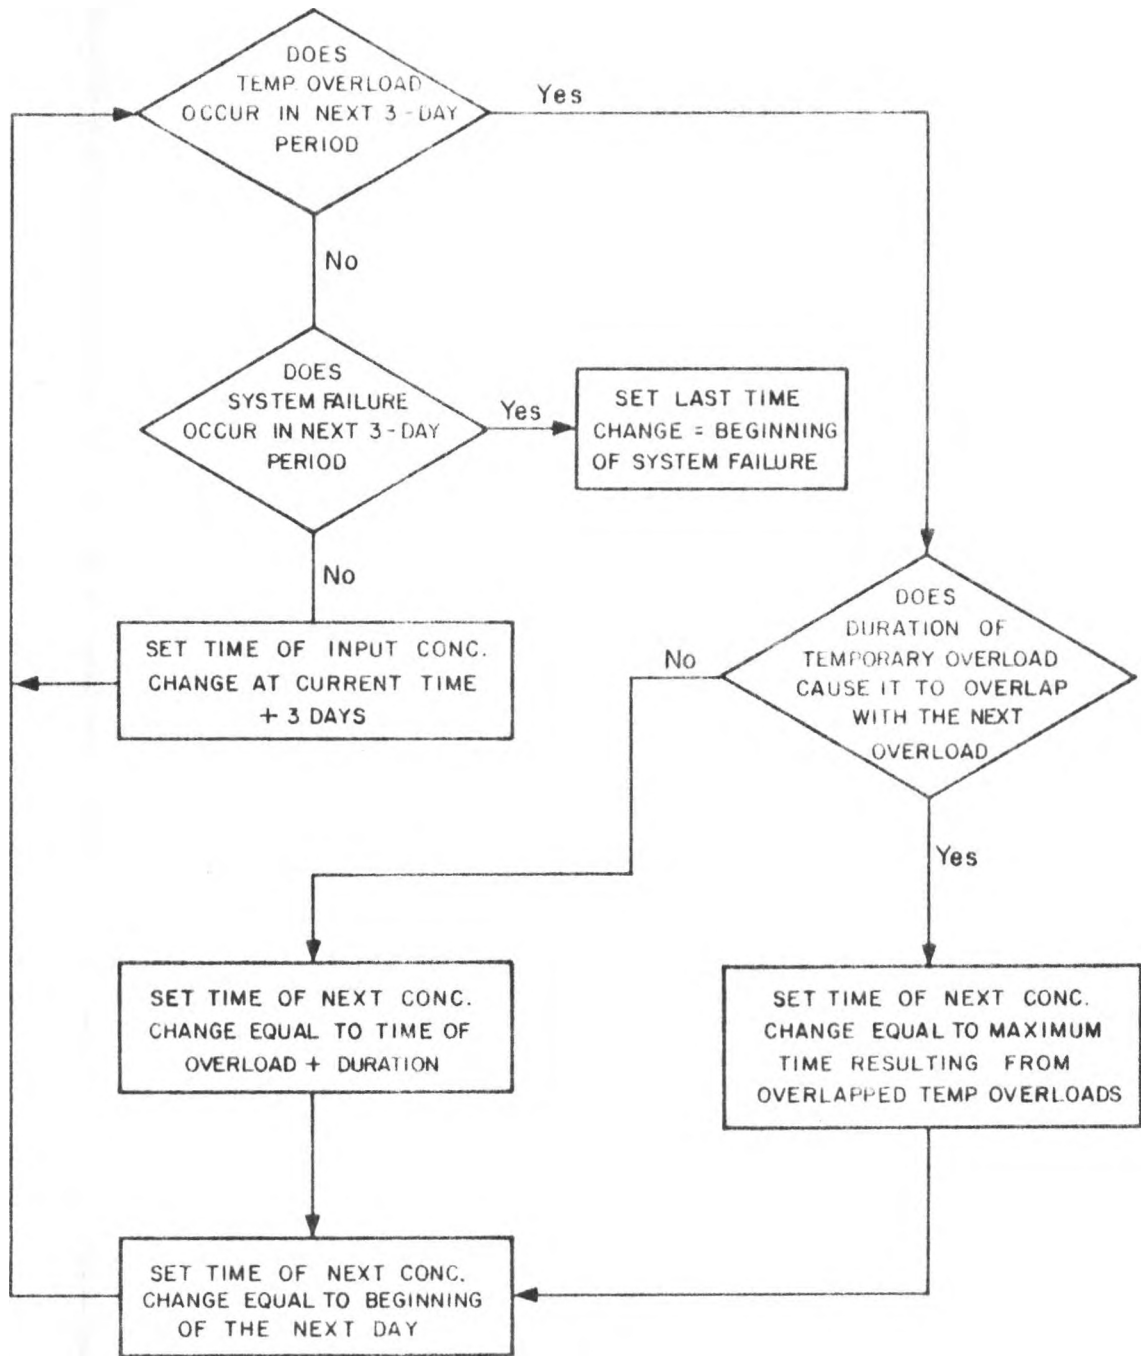 DOES
TEMP. OVERLOAD
OCCUR IN NEXT 3-DAY
PERIOD
Yes
No
DOES
SYSTEM FAILURE
OCCUR IN NEXT 3-DAY
PERIOD
Yes
SET LAST TIME
CHANGE = BEGINNING
OF SYSTEM FAILURE
No
SET TIME OF INPUT CONC.
CHANGE AT CURRENT TIME
+ 3 DAYS
DOES
DURATION OF
TEMPORARY OVERLOAD
CAUSE IT TO OVERLAP
WITH THE NEXT
OVERLOAD
No
Yes
SET TIME OF NEXT CONC.
CHANGE EQUAL TO TIME OF
OVERLOAD + DURATION
SET TIME OF NEXT CONC.
CHANGE EQUAL TO MAXIMUM
TIME RESULTING FROM
OVERLAPPED TEMP OVERLOADS
SET TIME OF NEXT CONC.
CHANGE EQUAL TO BEGINNING
OF THE NEXT DAY